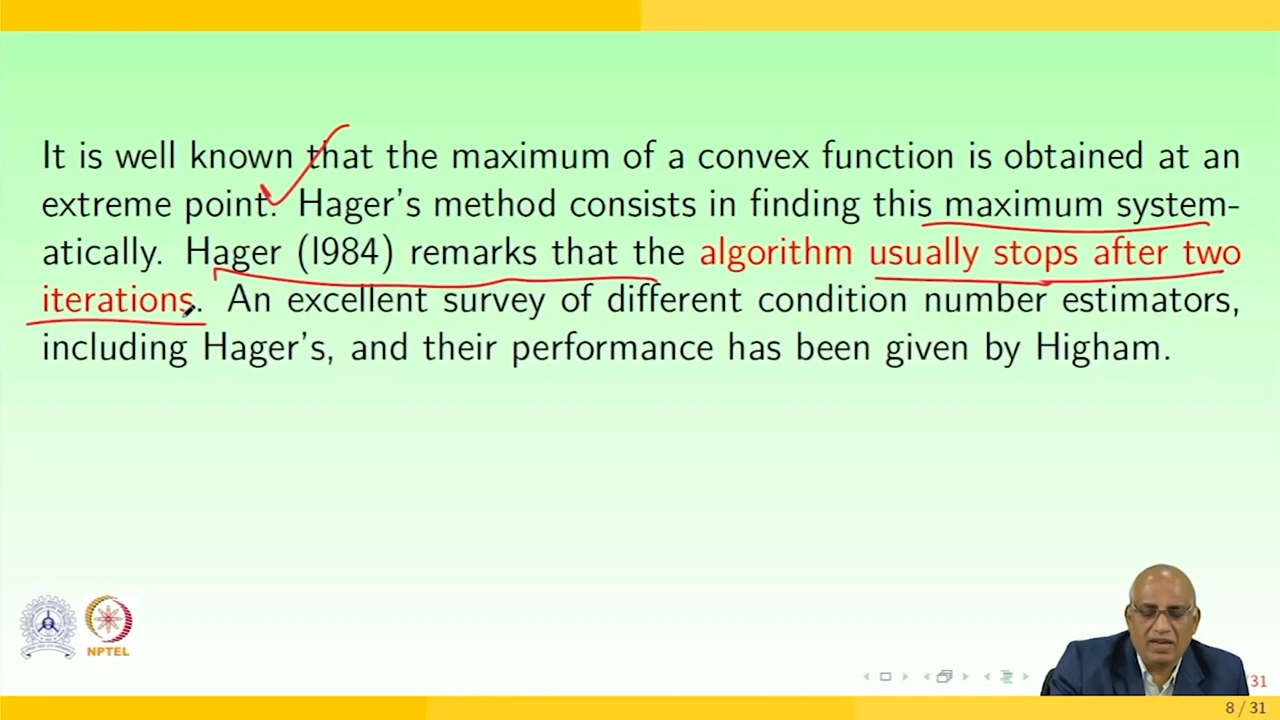 It is well known that the maximum of a convex function is obtained at an
extreme point. Hager's method consists in finding this maximum system-
atically. Hager (1984) remarks that the algorithm usually stops after two
iterations. An excellent survey of different condition number estimators,
including Hager's, and their performance has been given by Higham.
NPTEL
/31
8 / 31